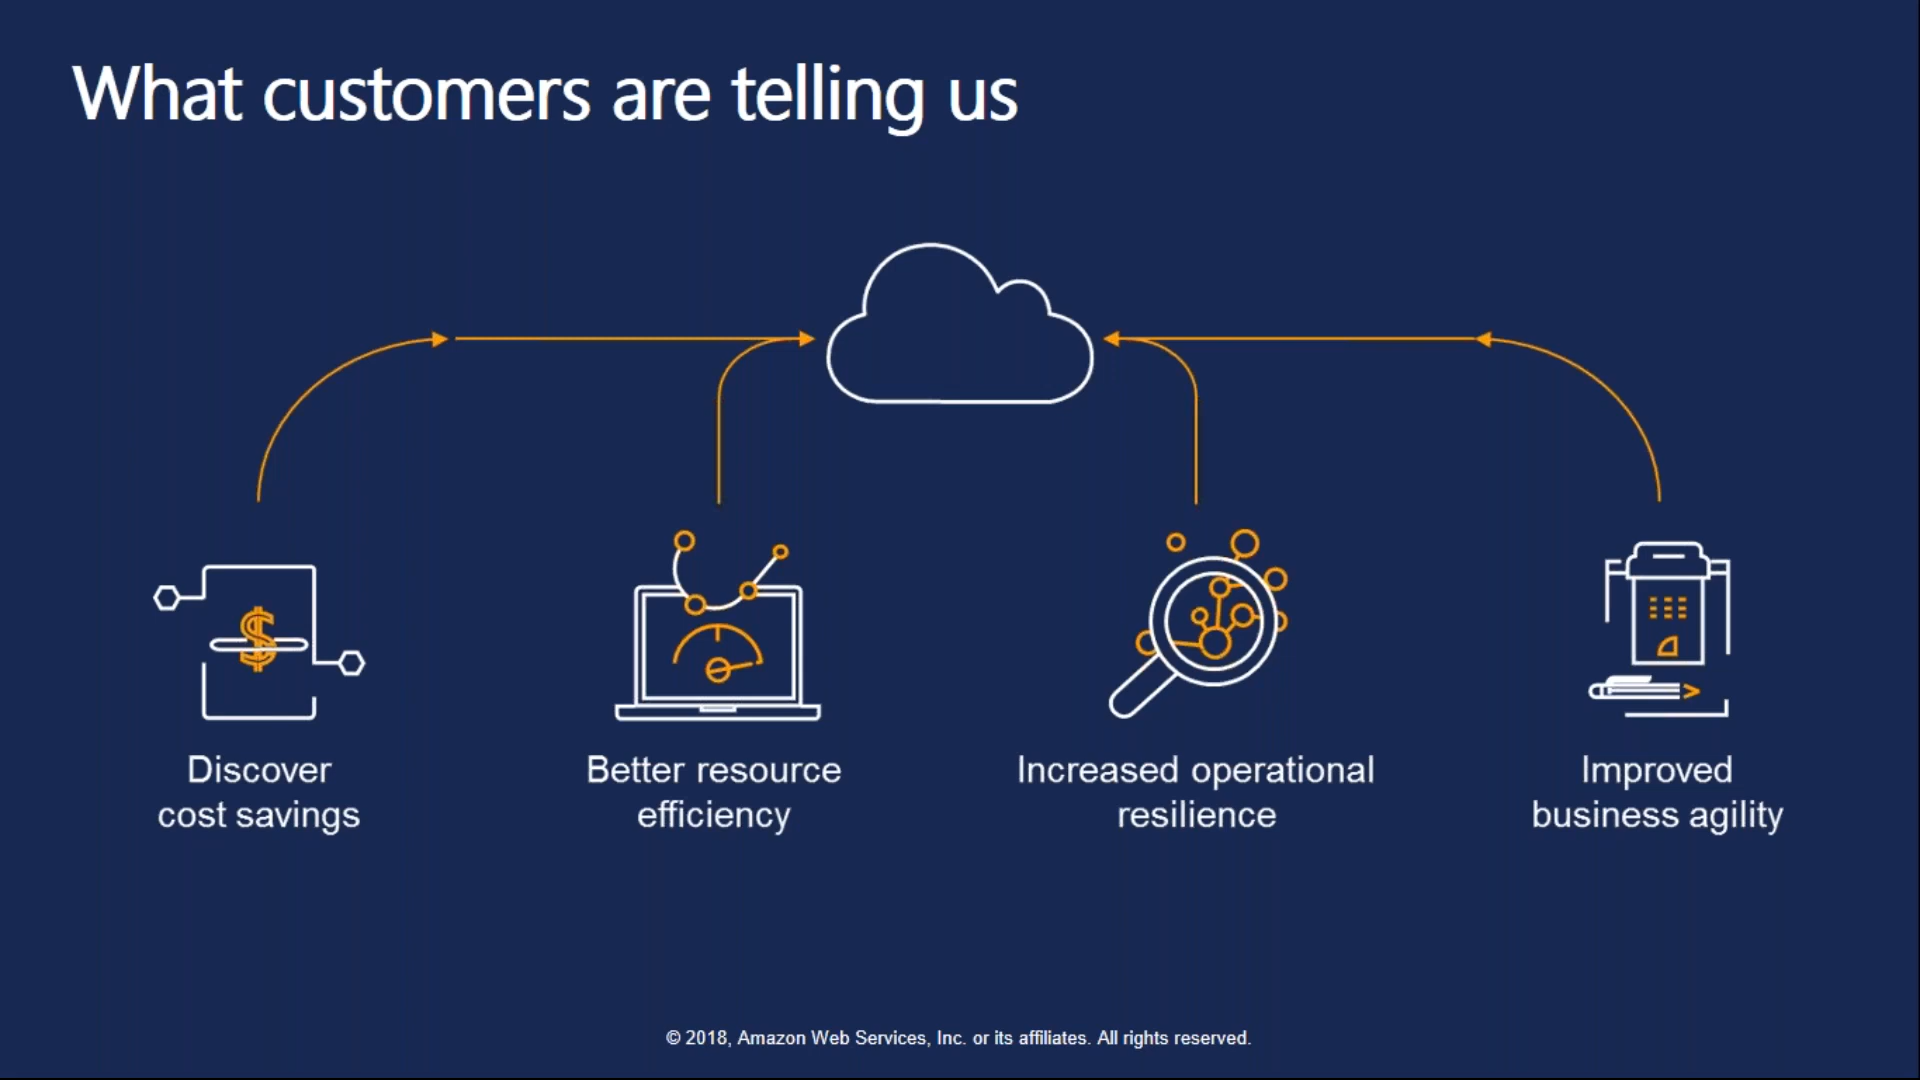 What customers are telling us
Discover
cost savings
Better resource
efficiency
Increased operational
resilience
Improved
business agility
© 2018, Amazon Web Services, Inc. or its affiliates. All rights reserved.